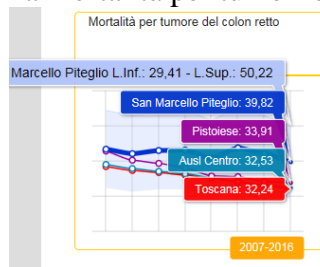 Mortalità per tumore del colon retto
Marcello Piteglio L.Inf.: 29,41 - L.Sup.: 50,22
San Marcello Piteglio: 39,82
Pistoiese: 33,91
Ausl Centro: 32,53
Toscana: 32,24
2007-2016